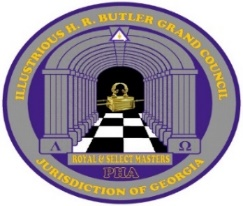 ILLUSTRIOUS H. R. BUTLER GRAND COUNCIL
Α Ω
ROYAL & SELECT MASTERS
PHA
JURISDICTION OF GEORGIA